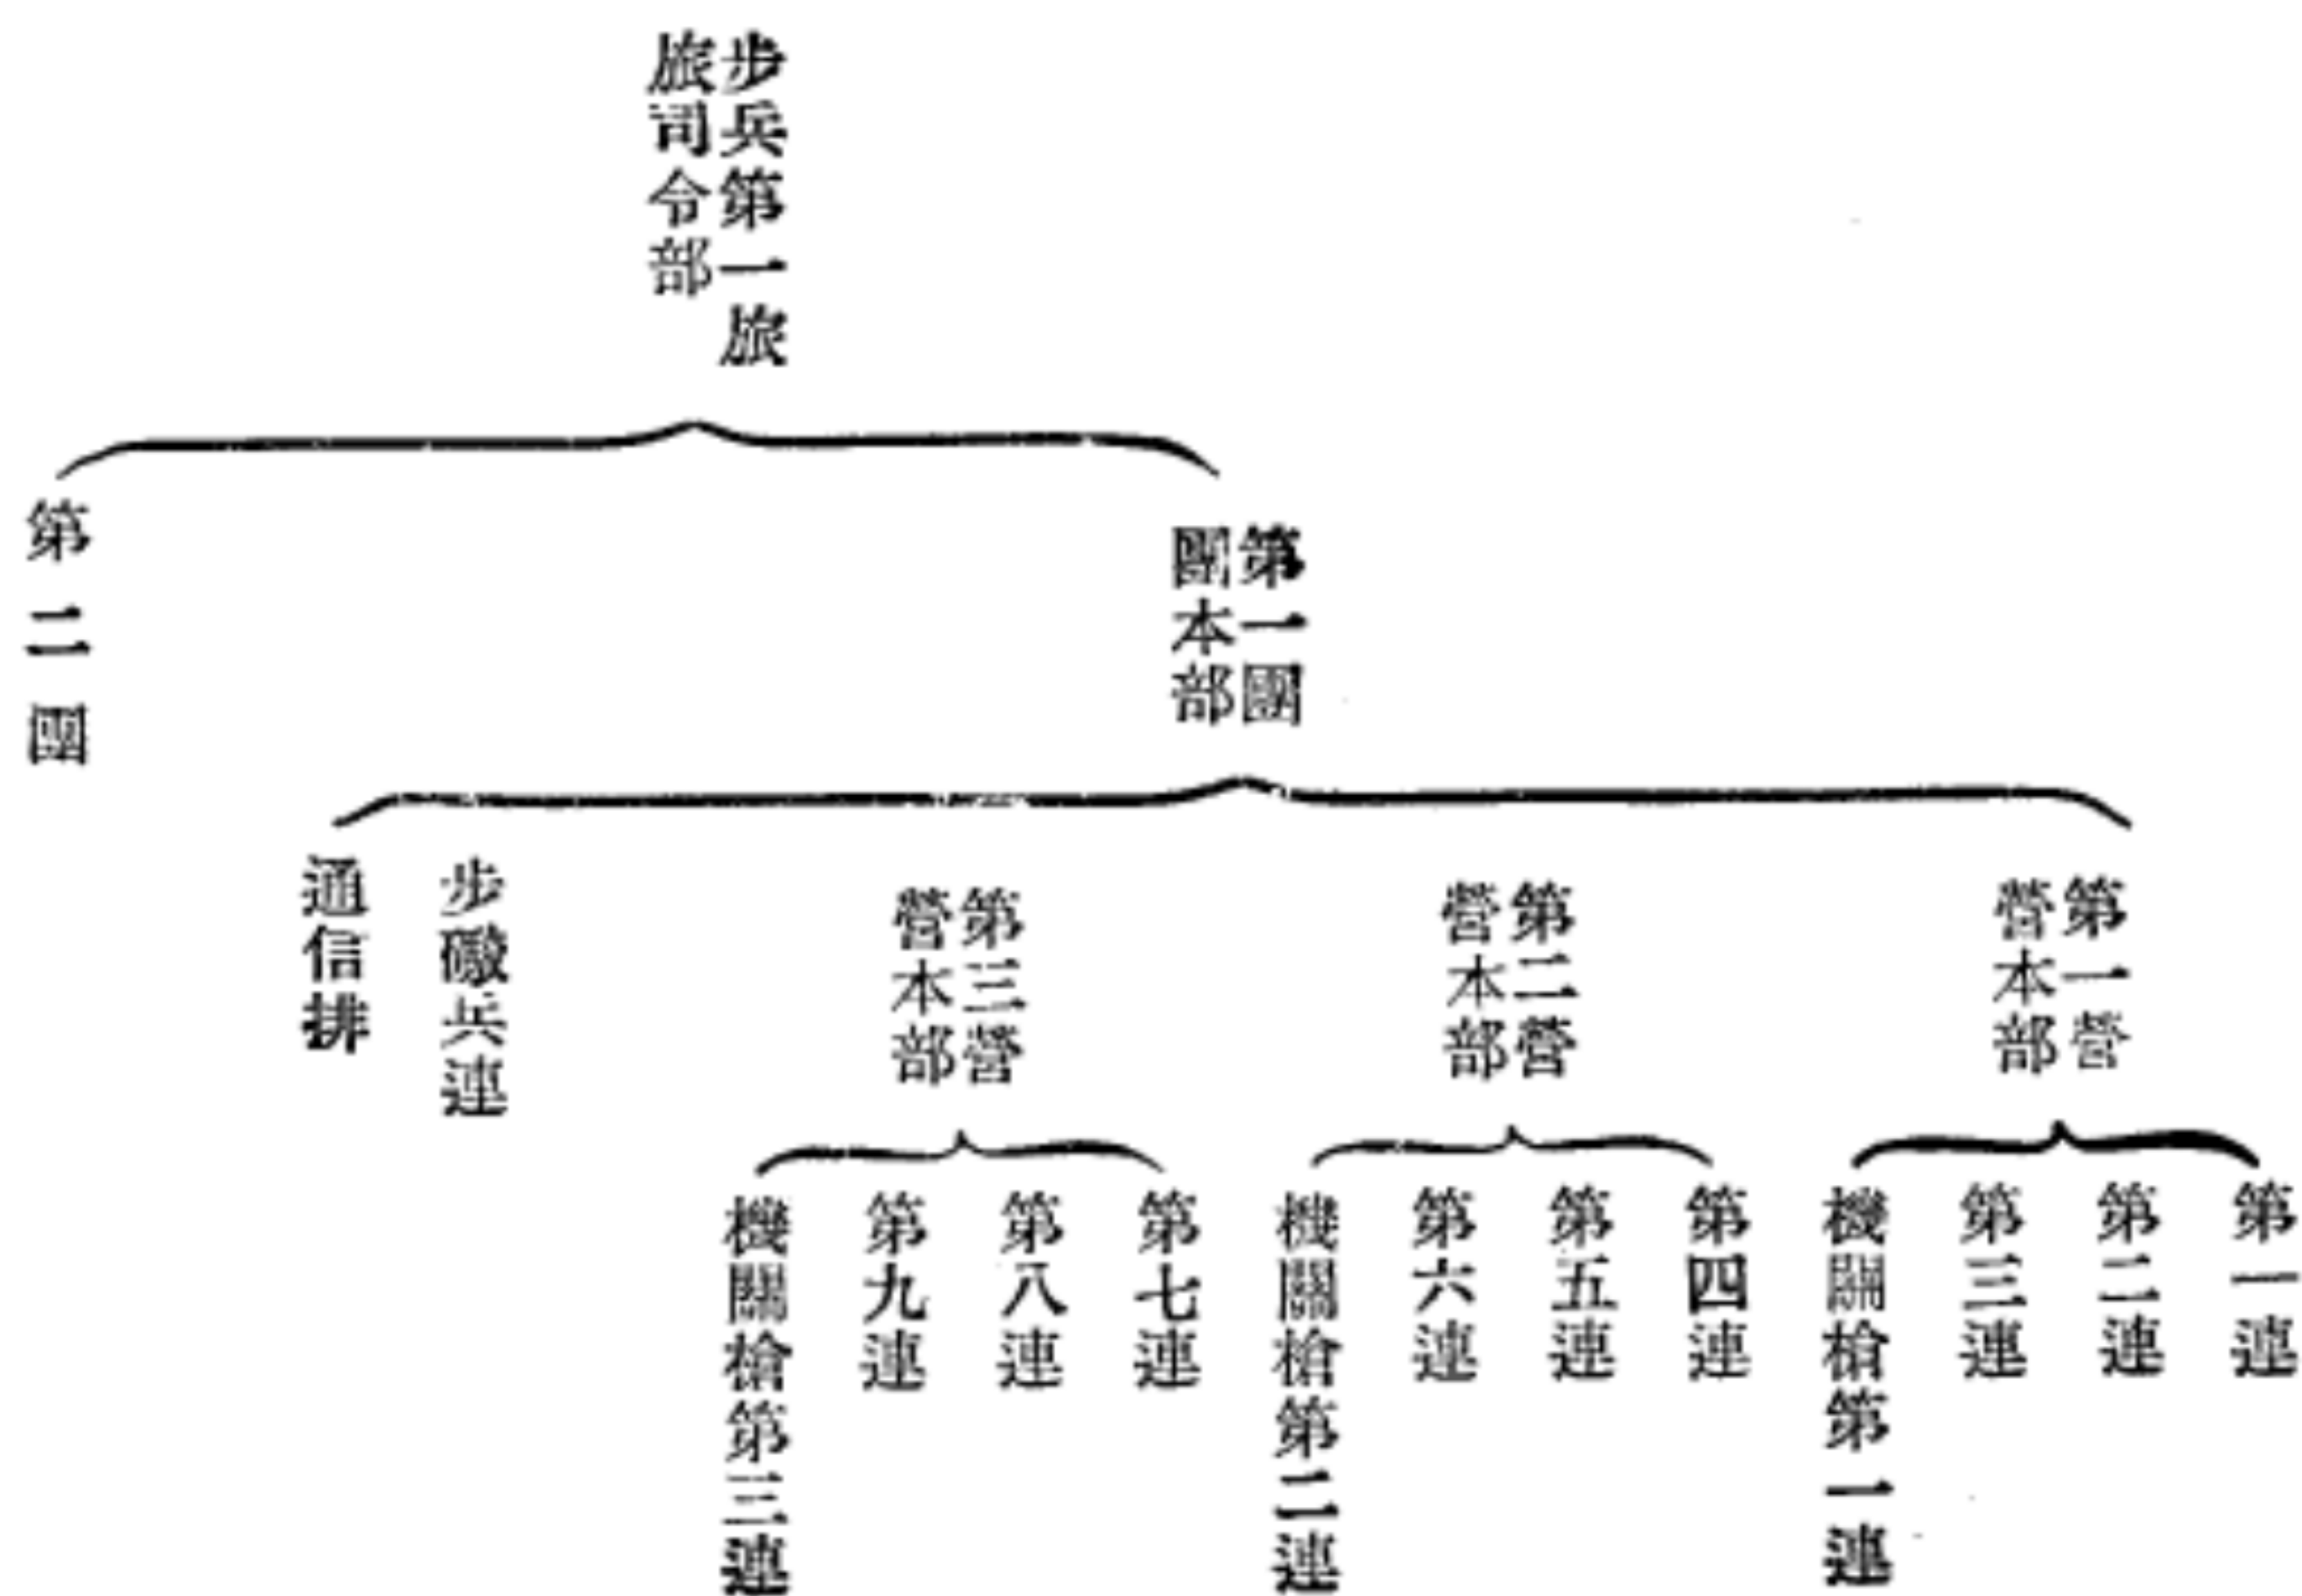 步兵第一旅
旅司令部
第一團
團本部
第二團
第一營
營本部
第二營
營本部
第三營
營本部
步礮兵連
通信排
第一連
第二連
第三連
機關槍第一連
第四連
第五連
第六連
機關槍第二連
第七連
第八連
第九連
機關槍第三連